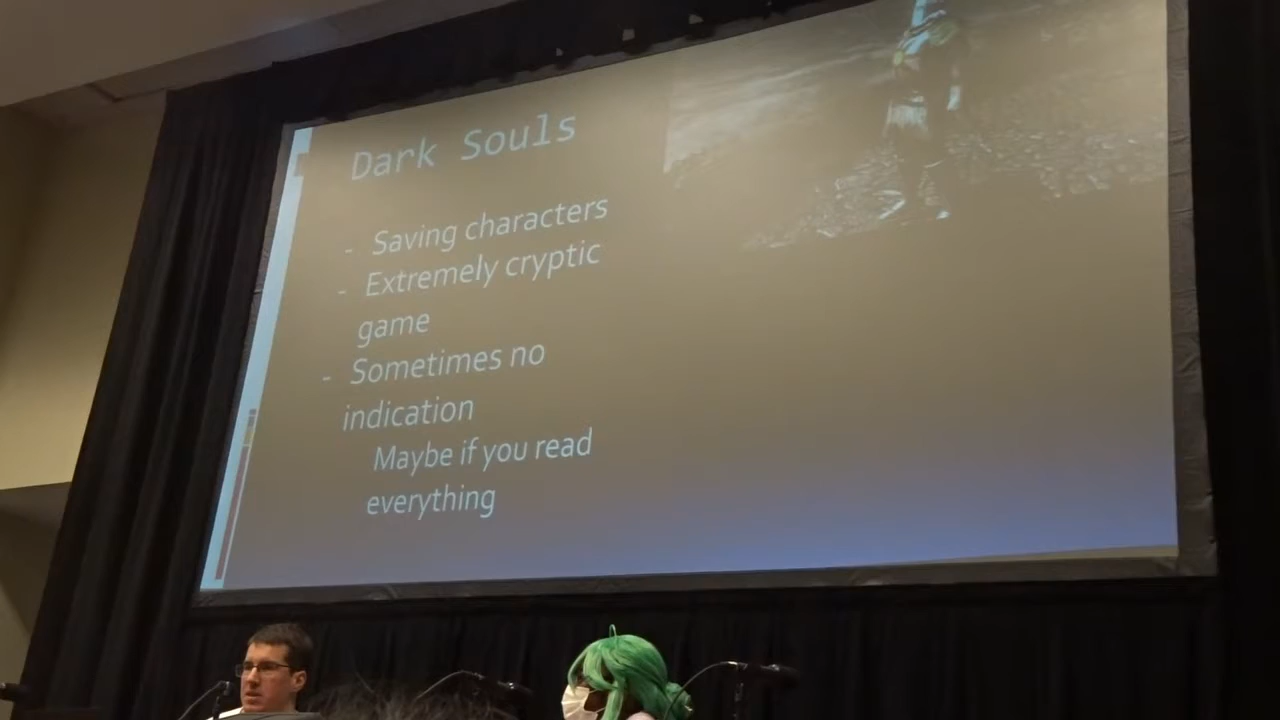 Dark Souls
- Saving characters
- Extremely cryptic
game
- Sometimes no
indication
Maybe if you read
everything